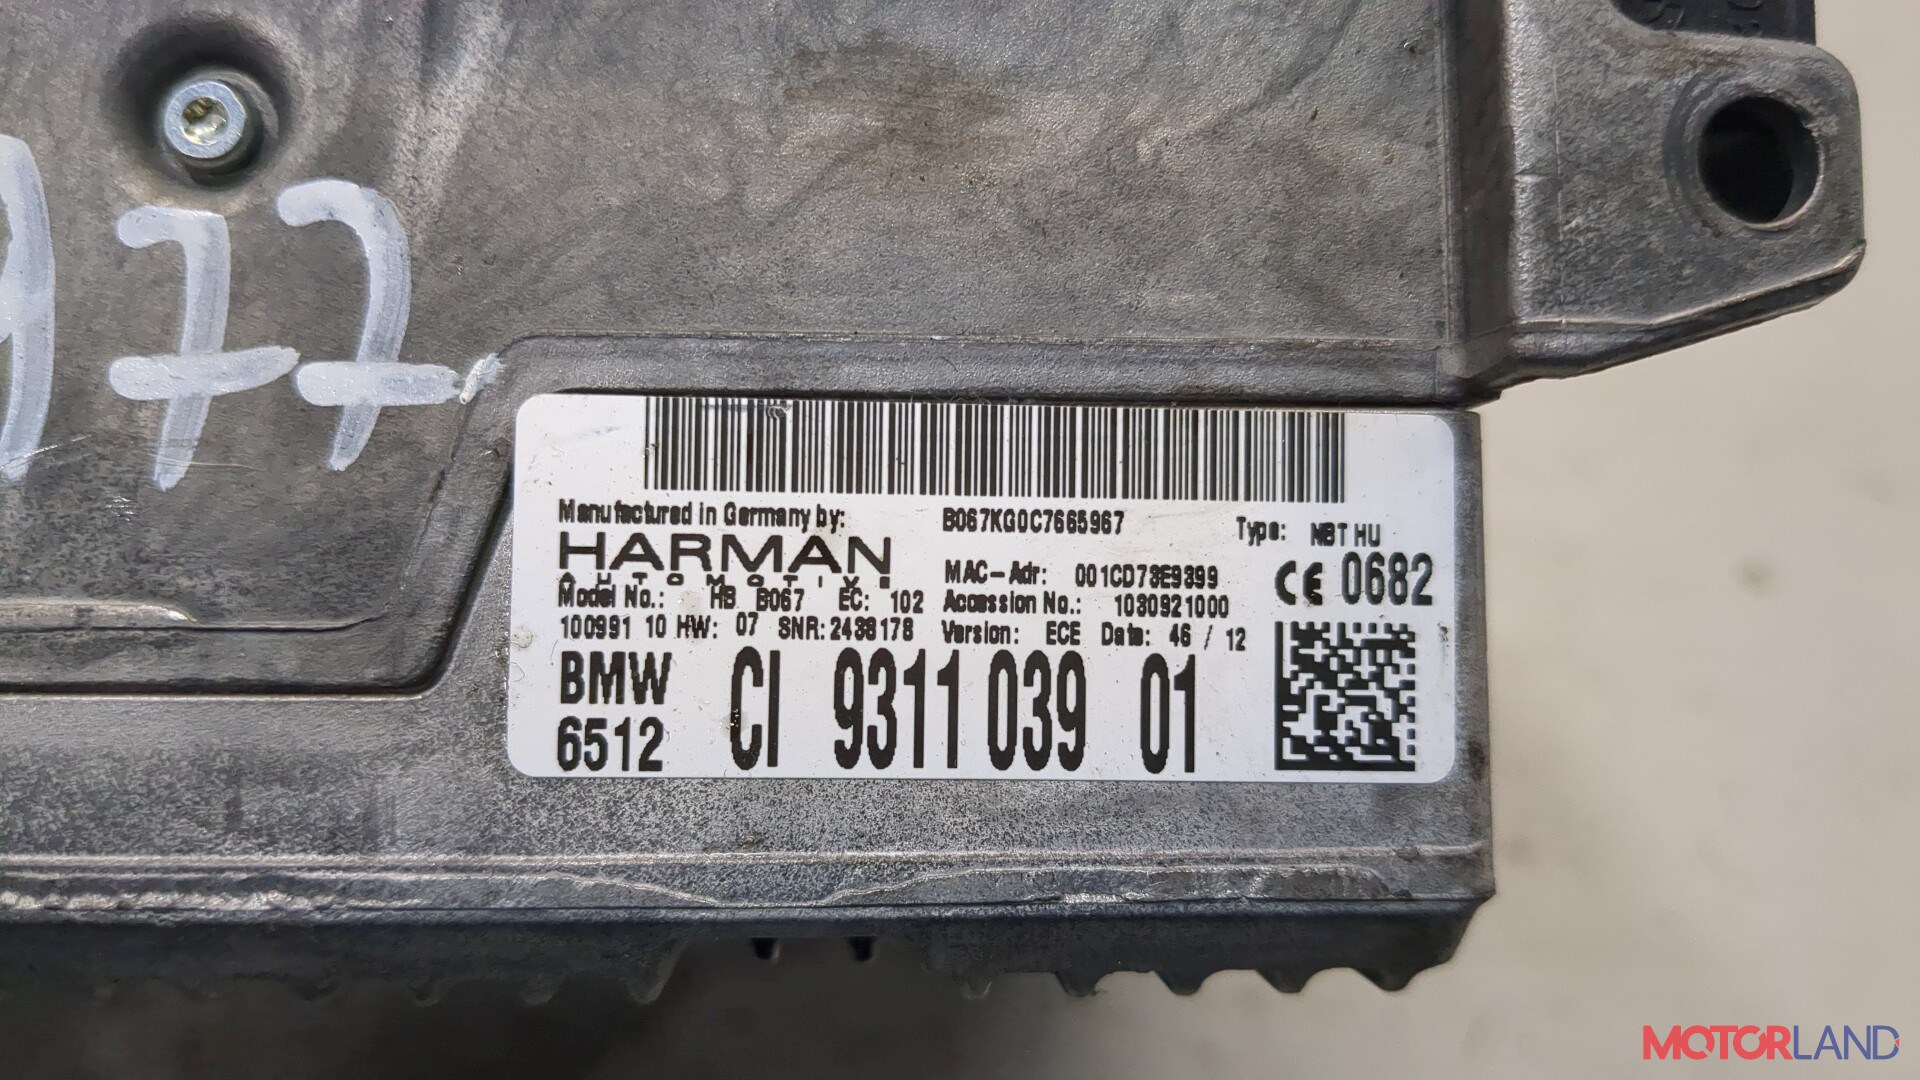 977
Manufactured in Germany by: B067KG0C7665967 Type: NBT HU
HARMAN
AUTOMOTIVE
MAC-Adr: 001CD73E9399
CE 0682
Model No.: HB B067 EC: 102 Accession No.: 1030921000
100991 10 HW: 07 SNR: 2438178 Version: ECE Date: 46 / 12
BMW
6512
CI 9311 039 01
MOTORLAND